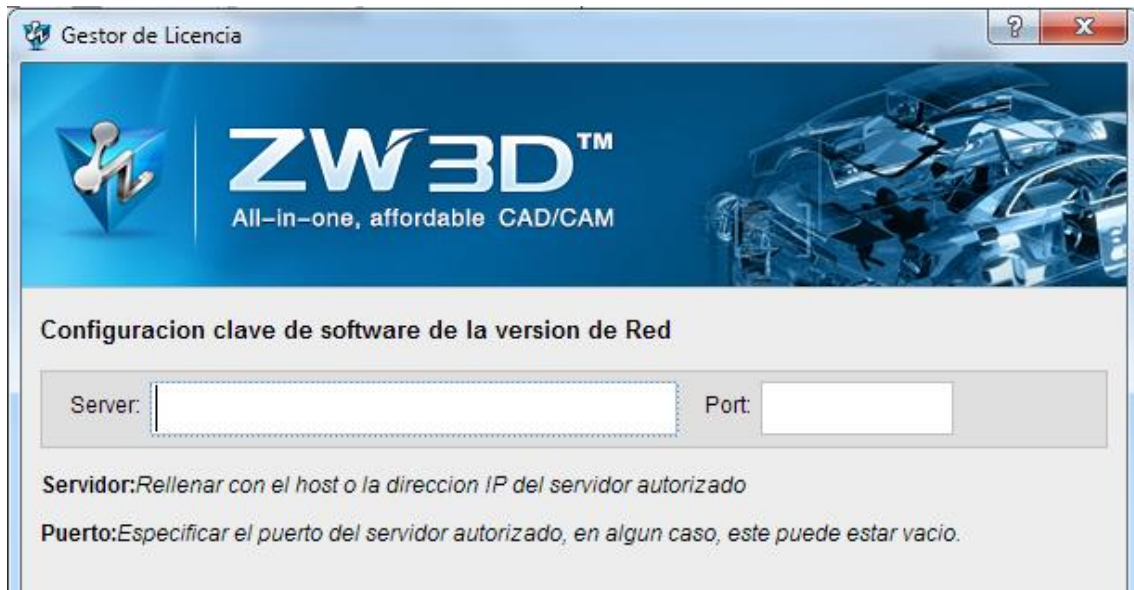 Gestor de Licencia
ZW3D™
All-in-one, affordable CAD/CAM
Configuracion clave de software de la version de Red
Server: Port:
Servidor:Rellenar con el host o la direccion IP del servidor autorizado
Puerto:Especificar el puerto del servidor autorizado, en algun caso, este puede estar vacio.